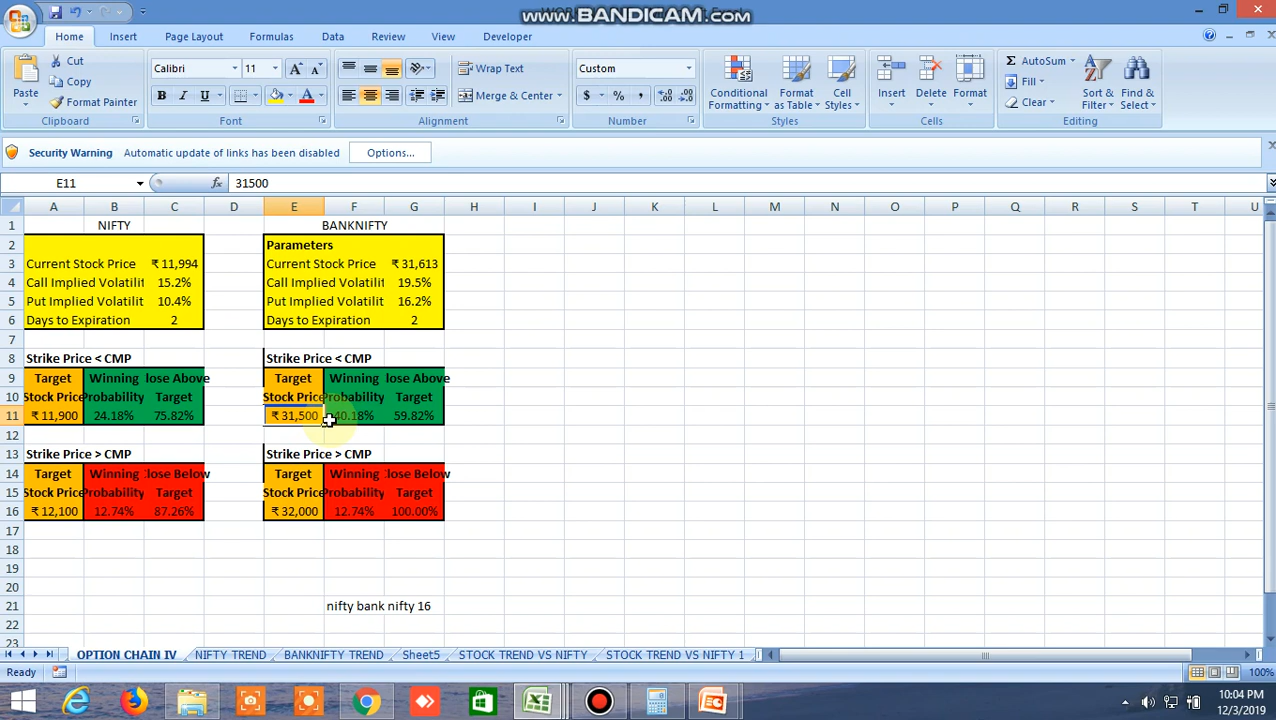 www.BANDICAM.com
Home Insert Page Layout Formulas Data Review View Developer
Paste Cut Copy Format Painter Clipboard
Calibri 11 Font
Wrap Text Merge & Center Alignment
Custom $ % , Number
Conditional Formatting Format as Table Cell Styles Styles
Insert Delete Format Cells
AutoSum Fill Clear Sort & Filter Find & Select Editing
Security Warning Automatic update of links has been disabled Options...
E11 fx 31500
A B C D E F G H I J K L M N O P Q R S T U
1 NIFTY BANKNIFTY
2 Parameters
3 Current Stock Price ₹ 11,994 Current Stock Price ₹ 31,613
4 Call Implied Volatilit 15.2% Call Implied Volatilit 19.5%
5 Put Implied Volatilit 10.4% Put Implied Volatilit 16.2%
6 Days to Expiration 2 Days to Expiration 2
7
8 Strike Price < CMP Strike Price < CMP
9 Target Winning lose Above Target Winning lose Above
10 Stock Price Probability Target Stock Price Probability Target
11 ₹ 11,900 24.18% 75.82% ₹ 31,500 40.18% 59.82%
12
13 Strike Price > CMP Strike Price > CMP
14 Target Winning lose Below Target Winning lose Below
15 Stock Price Probability Target Stock Price Probability Target
16 ₹ 12,100 12.74% 87.26% ₹ 32,000 12.74% 100.00%
17
18
19
20
21 nifty bank nifty 16
22
23
OPTION CHAIN IV NIFTY TREND BANKNIFTY TREND Sheet5 STOCK TREND VS NIFTY STOCK TREND VS NIFTY 1
Ready 100%
10:04 PM
12/3/2019